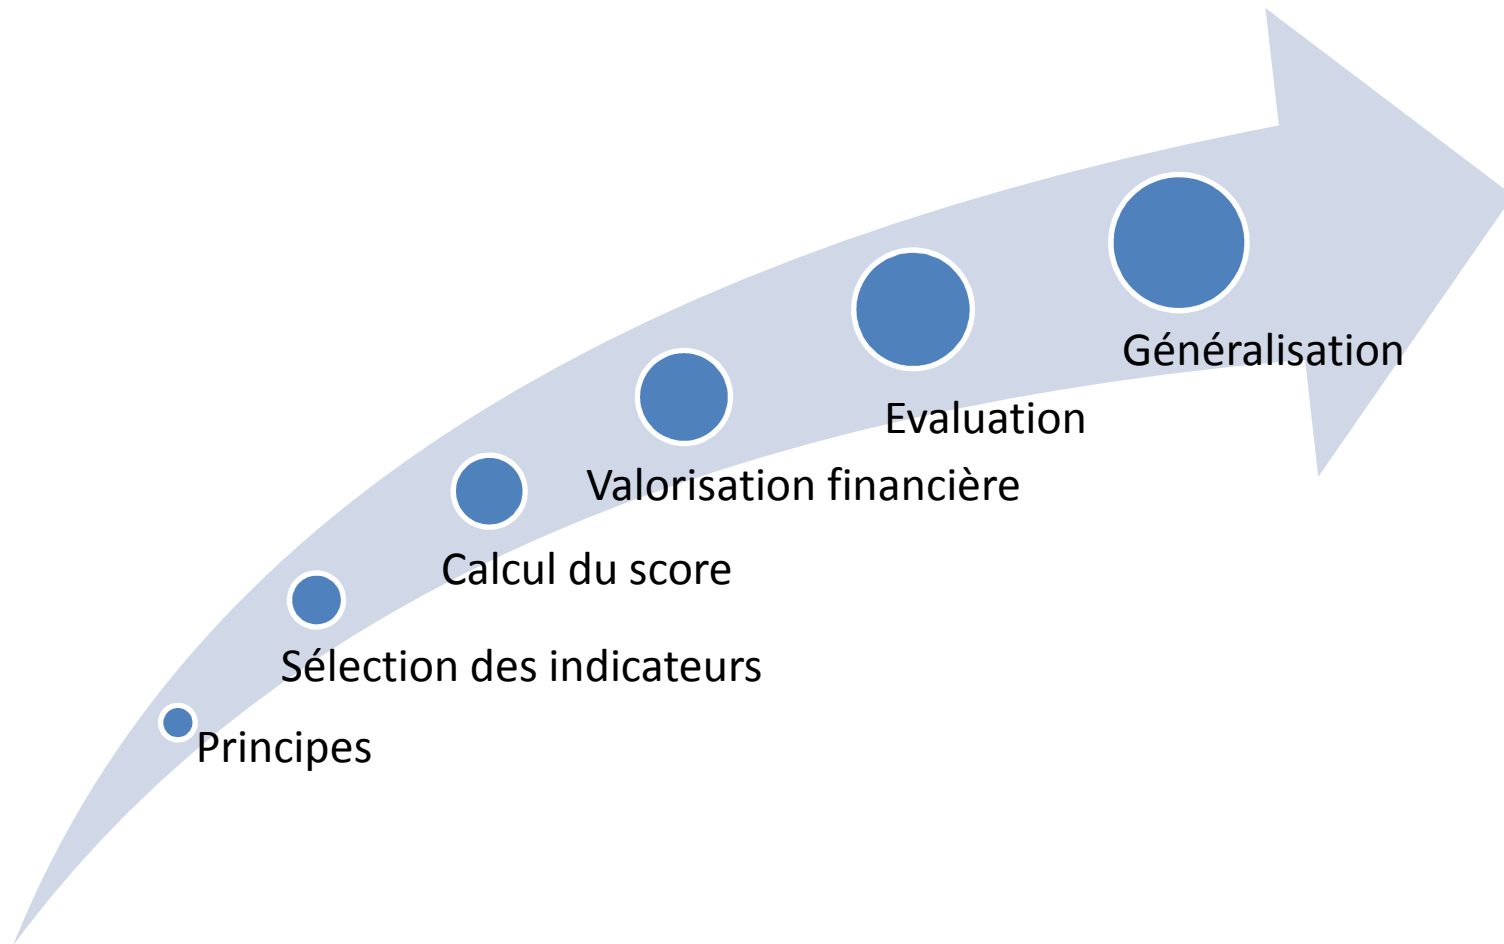 Généralisation
Evaluation
Valorisation financière
Calcul du score
Sélection des indicateurs
Principes